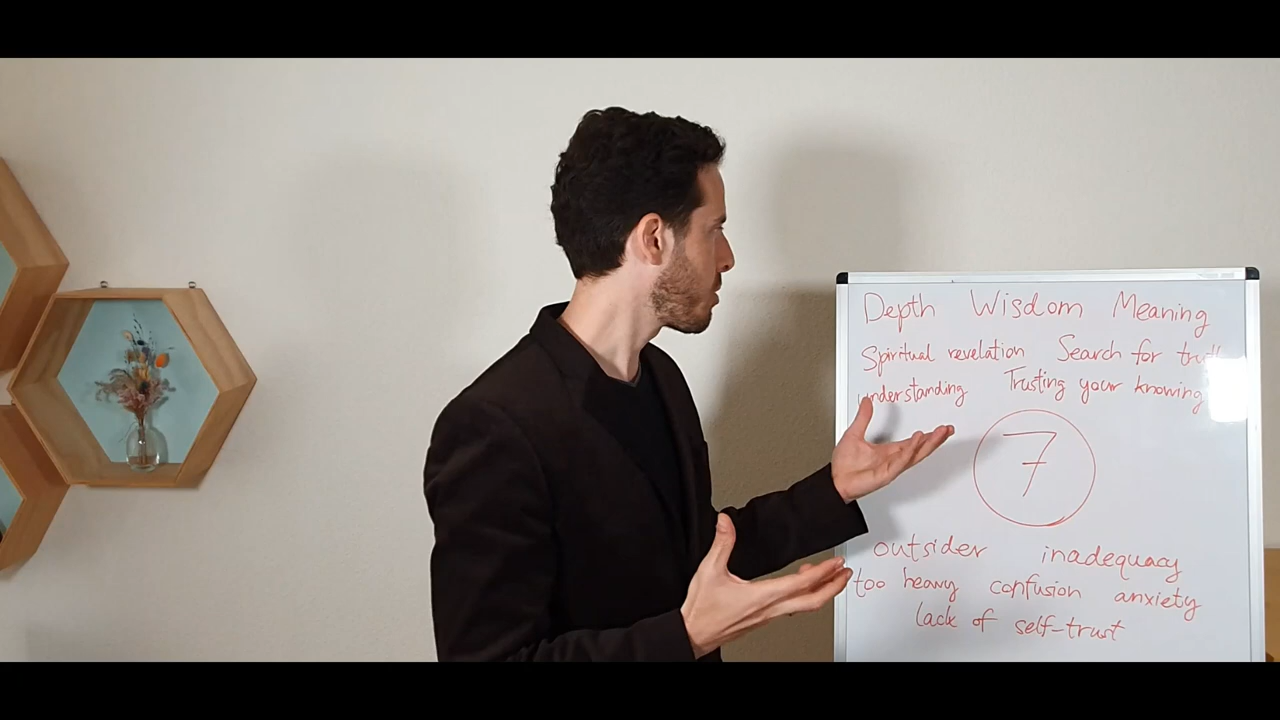 Depth Wisdom Meaning
Spiritual revelation Search for truth
understanding Trusting your knowing
7
outsider inadequacy
too heavy confusion anxiety
lack of self-trust